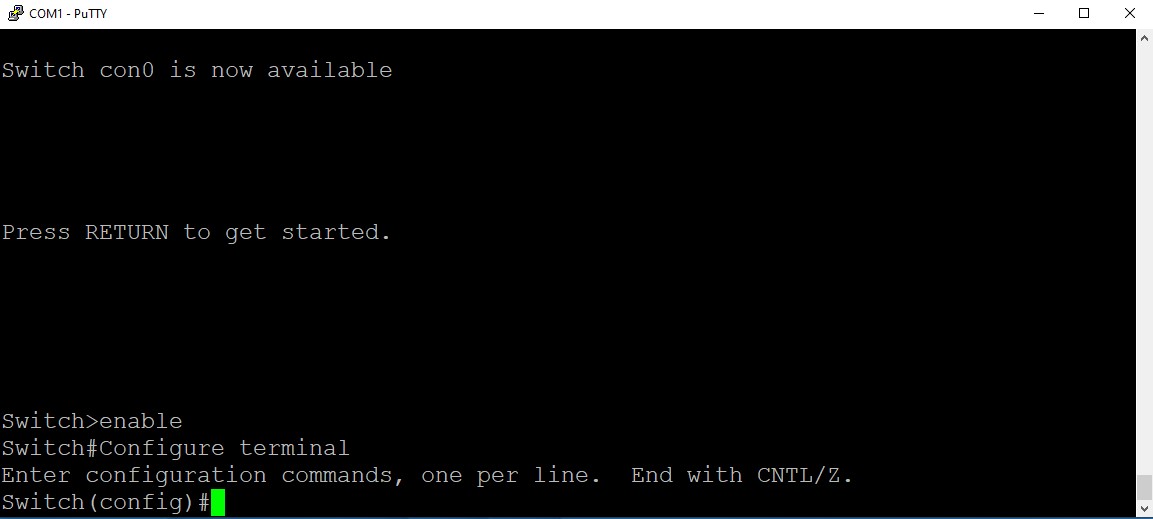 COM1 - PuTTY
Switch con0 is now available
Press RETURN to get started.
Switch>enable
Switch#Configure terminal
Enter configuration commands, one per line.  End with CNTL/Z.
Switch(config)#